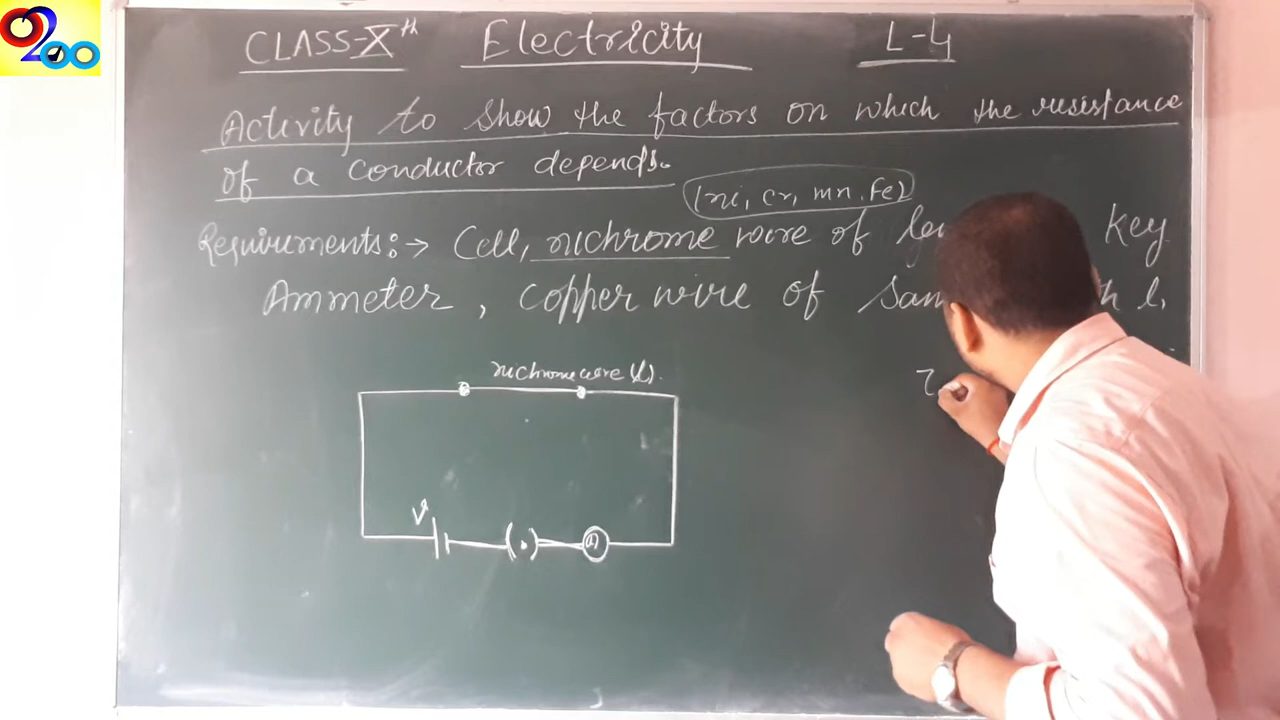 0200
CLASS-Xth Electricity L-4
Activity to show the factors on which the resistance
of a conductor depends.
(ni, cr, mn, Fe)
Requirements:→ Cell, nichrome wire of Key
Ammeter, Copper wire of l,
nichrome wire (l).
V